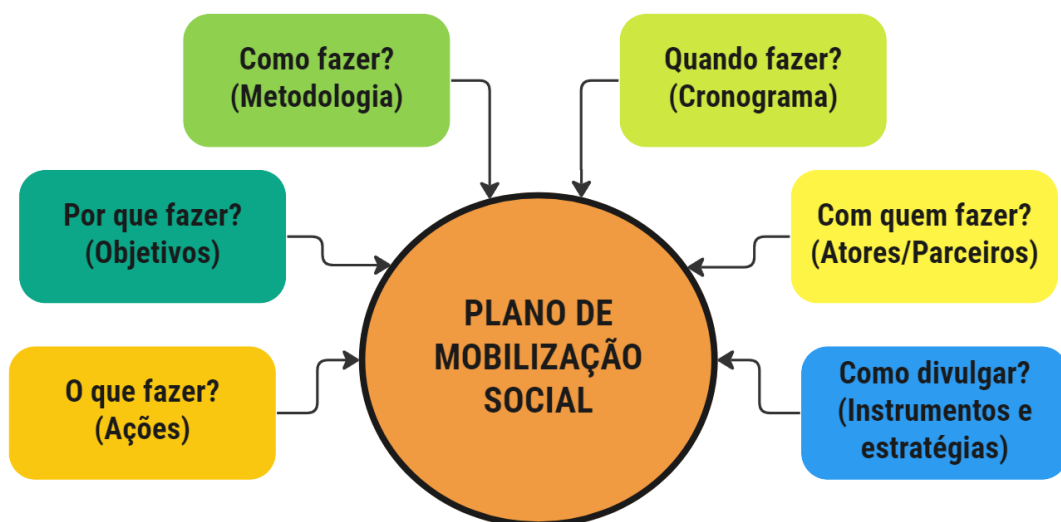 Como fazer?
(Metodologia)
Quando fazer?
(Cronograma)
Por que fazer?
(Objetivos)
Com quem fazer?
(Atores/Parceiros)
O que fazer?
(Ações)
PLANO DE
MOBILIZAÇÃO
SOCIAL
Como divulgar?
(Instrumentos e
estratégias)